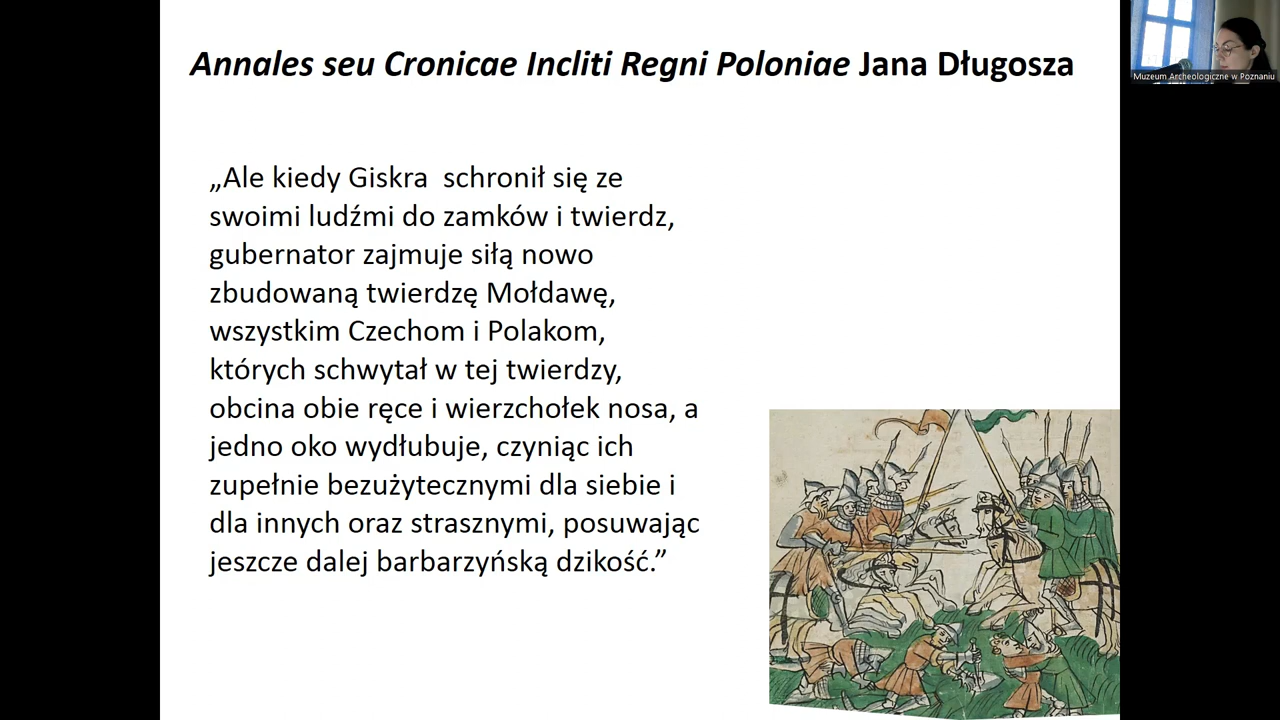 Annales seu Cronicae Incliti Regni Poloniae Jana Długosza
Muzeum Archeologiczne w Poznaniu
„Ale kiedy Giskra schronił się ze
swoimi ludźmi do zamków i twierdz,
gubernator zajmuje siłą nowo
zbudowaną twierdzę Mołdawę,
wszystkim Czechom i Polakom,
których schwytał w tej twierdzy,
obcina obie ręce i wierzchołek nosa, a
jedno oko wydłubuje, czyniąc ich
zupełnie bezużytecznymi dla siebie i
dla innych oraz strasznymi, posuwając
jeszcze dalej barbarzyńską dzikość.”